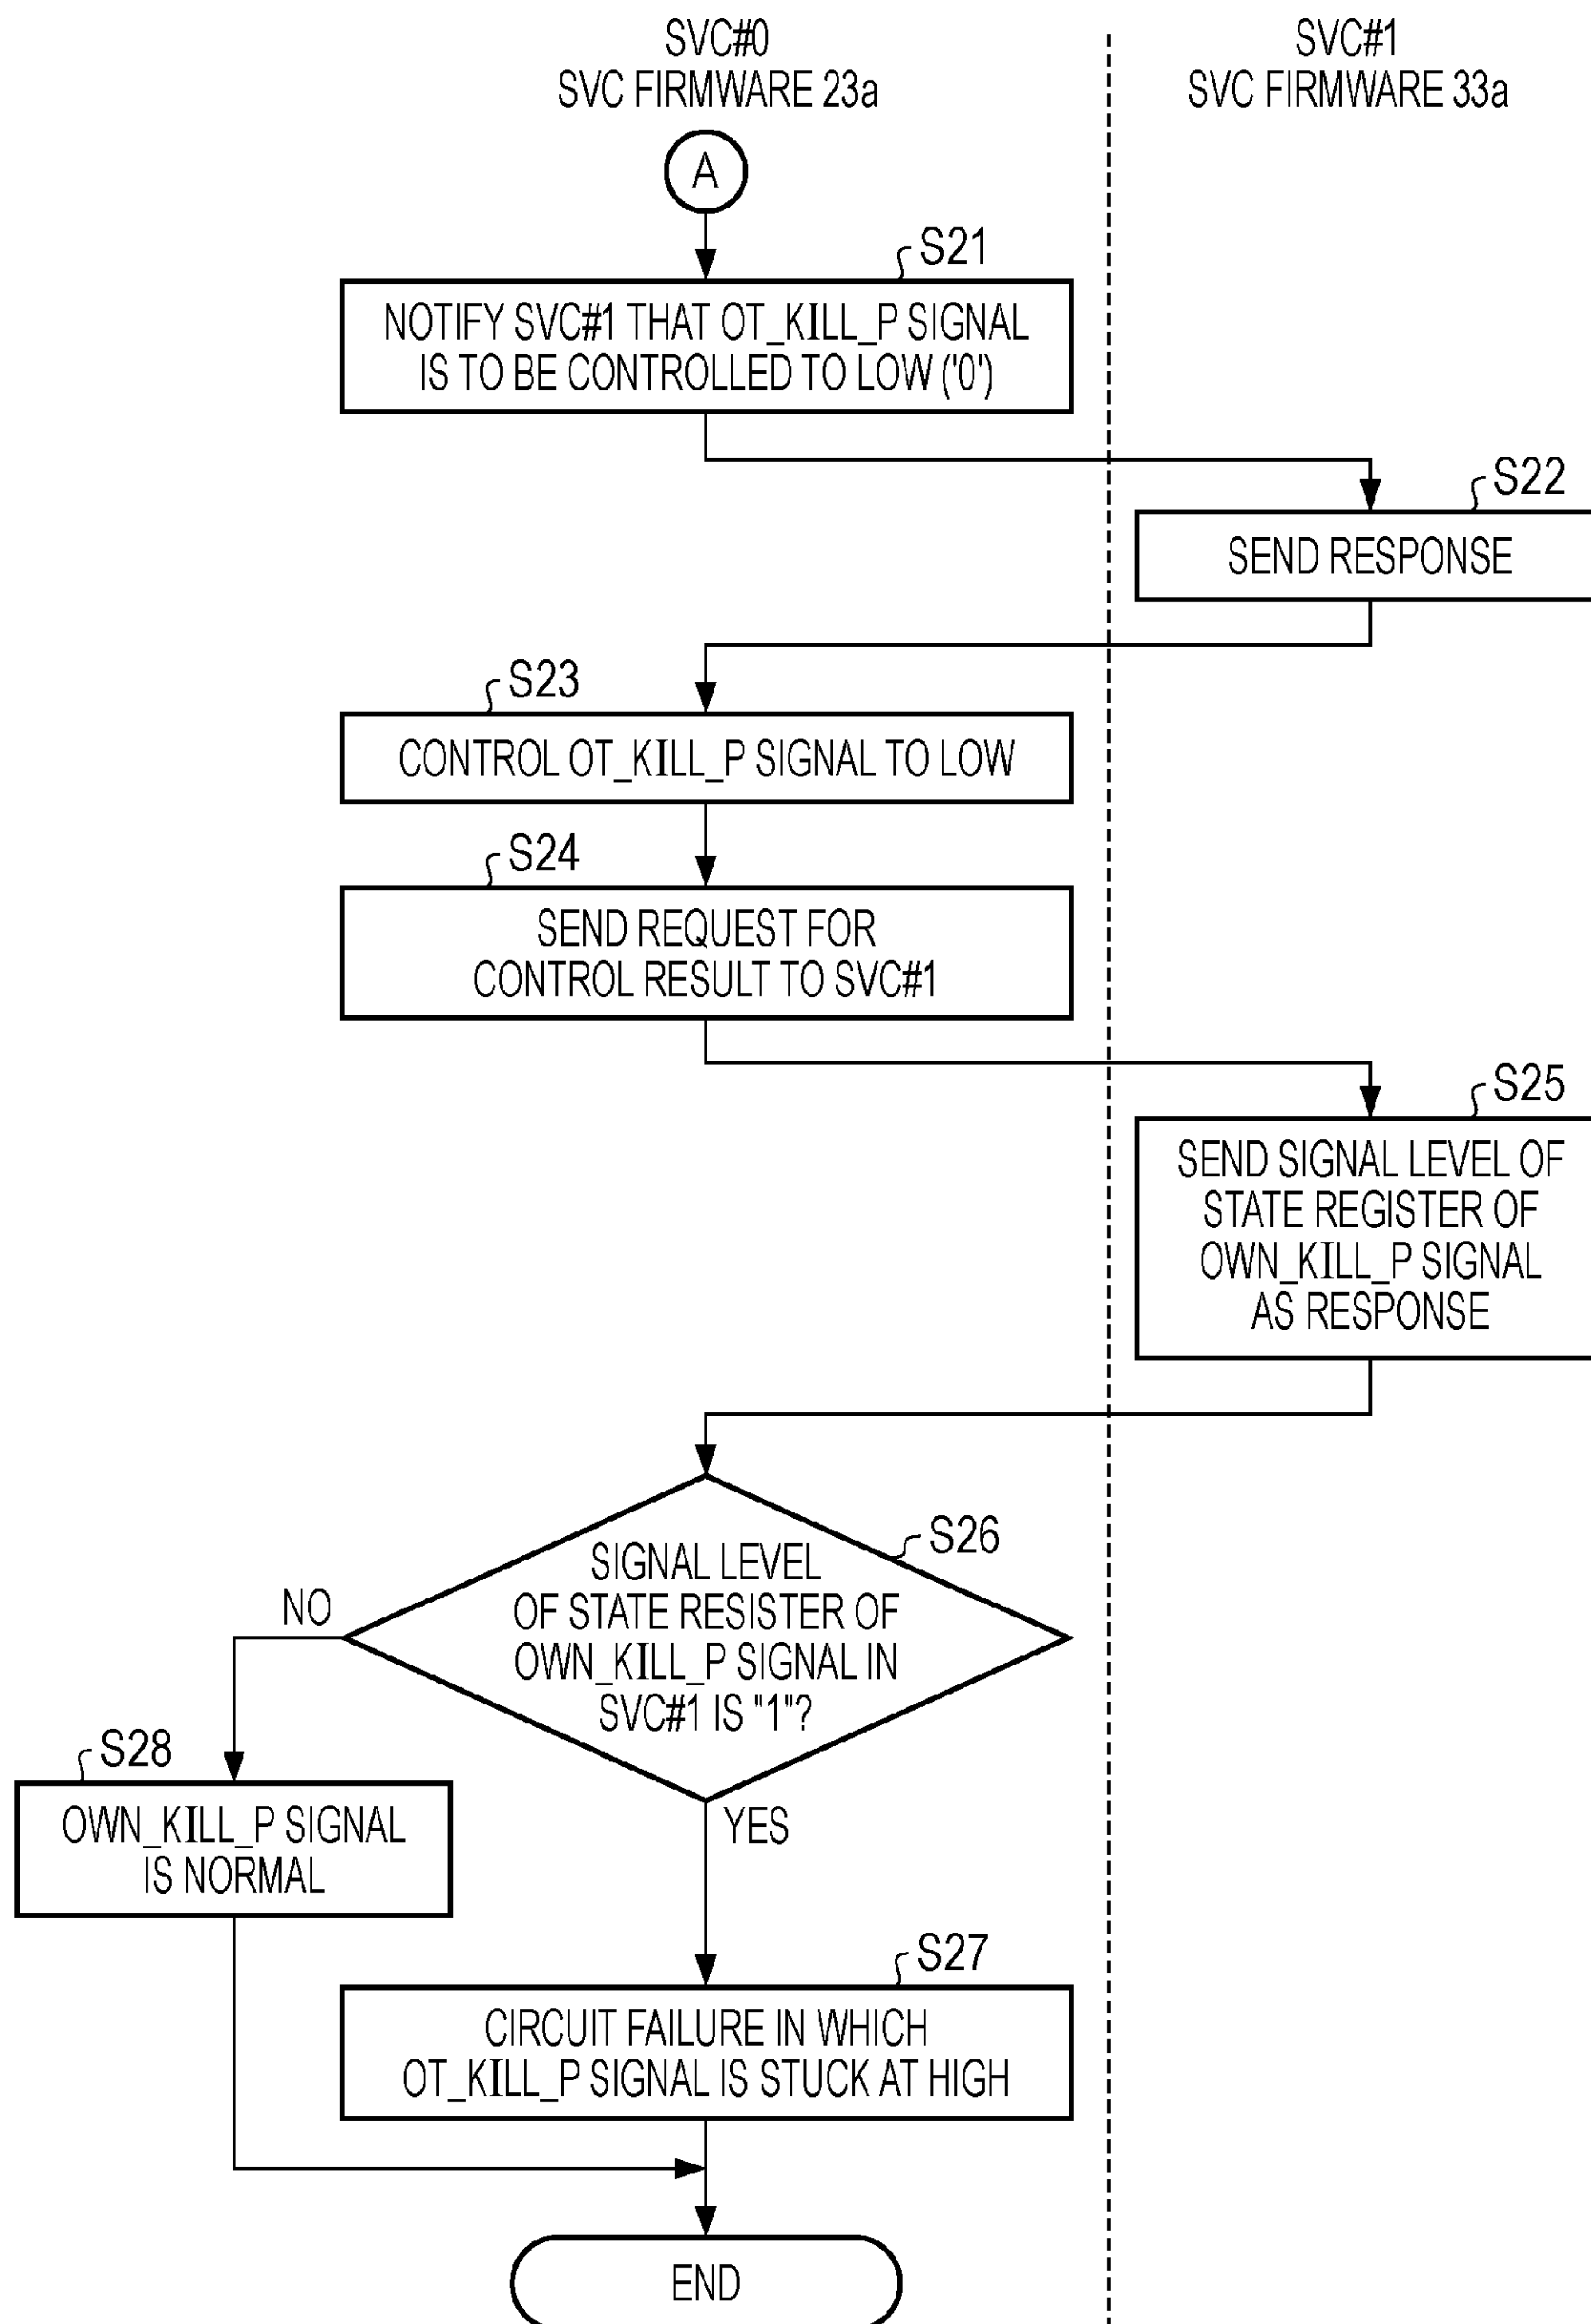 SVC#0
SVC FIRMWARE 23a
SVC#1
SVC FIRMWARE 33a
A
S21
NOTIFY SVC#1 THAT OT_KILL_P SIGNAL
IS TO BE CONTROLLED TO LOW ('0')
S22
SEND RESPONSE
S23
CONTROL OT_KILL_P SIGNAL TO LOW
S24
SEND REQUEST FOR
CONTROL RESULT TO SVC#1
S25
SEND SIGNAL LEVEL OF
STATE REGISTER OF
OWN_KILL_P SIGNAL
AS RESPONSE
S26
SIGNAL LEVEL
OF STATE RESISTER OF
OWN_KILL_P SIGNAL IN
SVC#1 IS "1"?
NO
YES
S28
OWN_KILL_P SIGNAL
IS NORMAL
S27
CIRCUIT FAILURE IN WHICH
OT_KILL_P SIGNAL IS STUCK AT HIGH
END